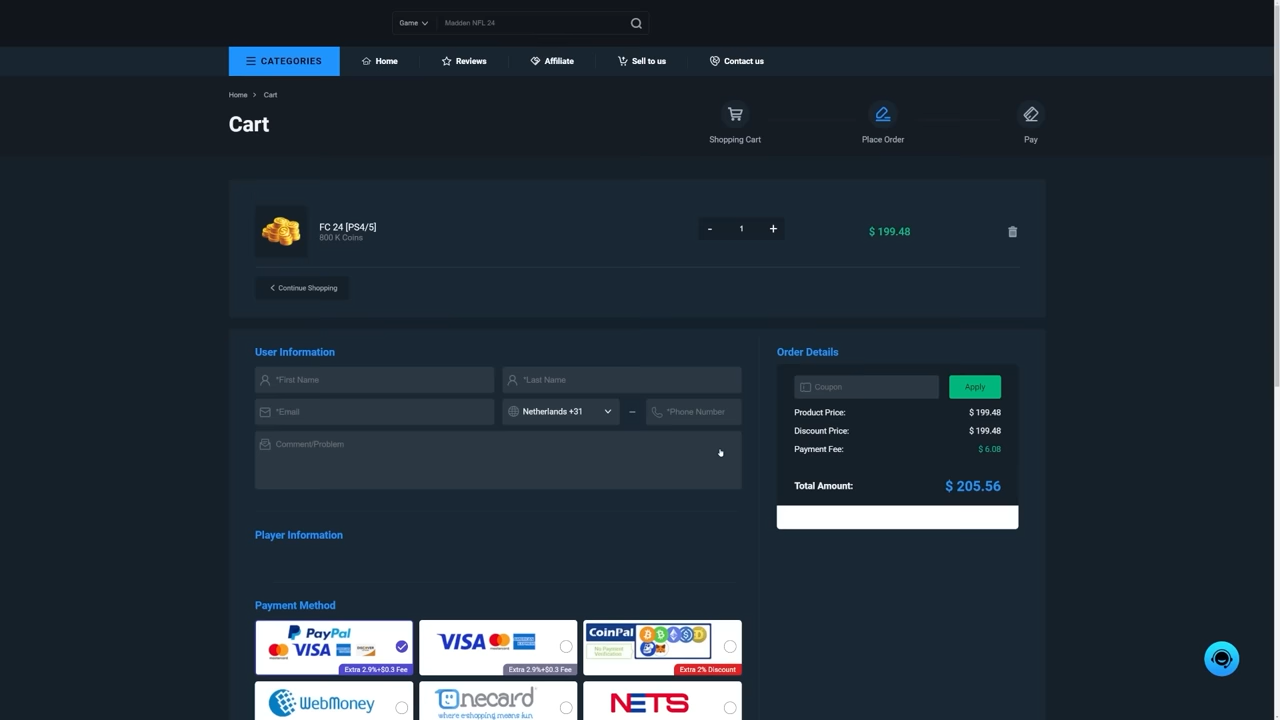 Game
Madden NFL 24
CATEGORIES
Home
Reviews
Affiliate
Sell to us
Contact us
Home > Cart
Cart
Shopping Cart
Place Order
Pay
FC 24 [PS4/5]
800 K Coins
- 1 +
$ 199.48
Continue Shopping
User Information
*First Name
*Last Name
*Email
Netherlands +31
*Phone Number
Comment/Problem
Order Details
Coupon
Apply
Product Price: $ 199.48
Discount Price: $ 199.48
Payment Fee: $ 6.08
Total Amount: $ 205.56
Player Information
Payment Method
PayPal
VISA
Extra 2.9%+$0.3 Fee
VISA
Extra 2.9%+$0.3 Fee
CoinPal
No Payment
Verification
Extra 2% Discount
WebMoney
Onecard
where eshopping means fun
NETS